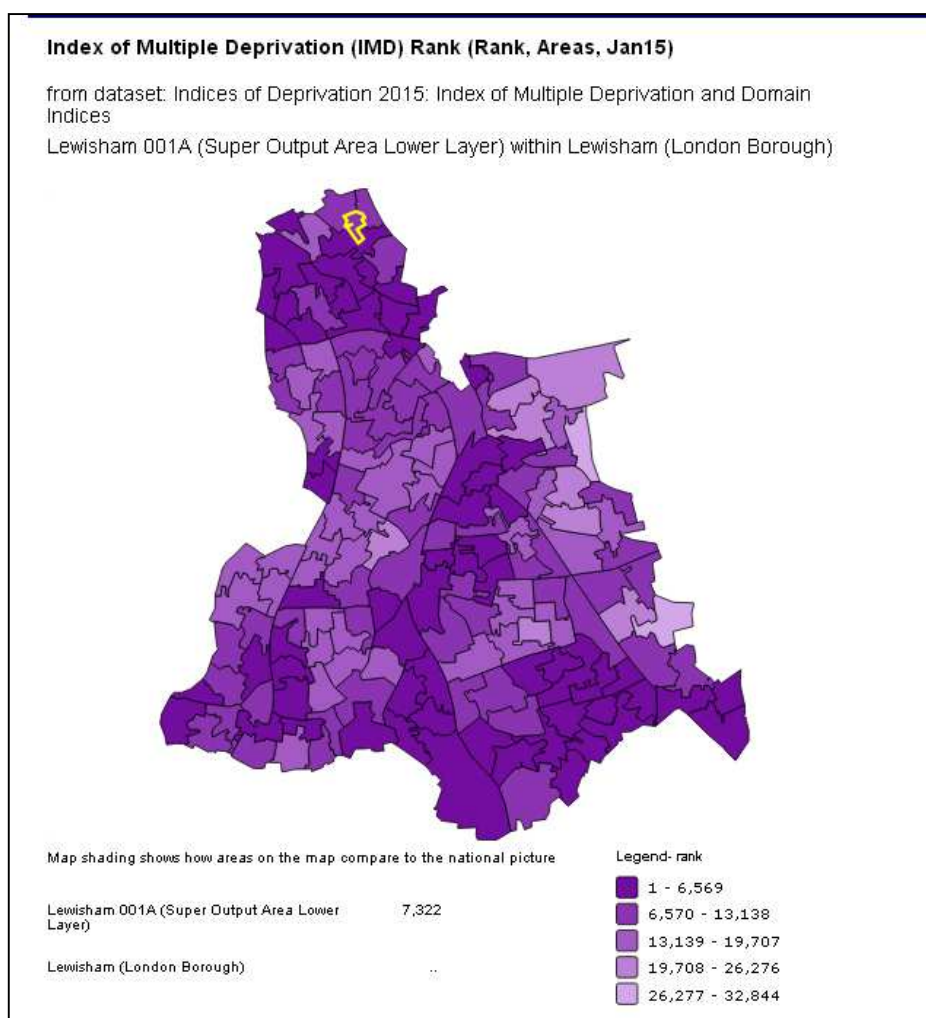 Index of Multiple Deprivation (IMD) Rank (Rank, Areas, Jan15)
from dataset: Indices of Deprivation 2015: Index of Multiple Deprivation and Domain
Indices
Lewisham 001A (Super Output Area Lower Layer) within Lewisham (London Borough)
Map shading shows how areas on the map compare to the national picture
Lewisham 001A (Super Output Area Lower 7,322
Layer)
Lewisham (London Borough) ..
Legend- rank
1 - 6,569
6,570 - 13,138
13,139 - 19,707
19,708 - 26,276
26,277 - 32,844